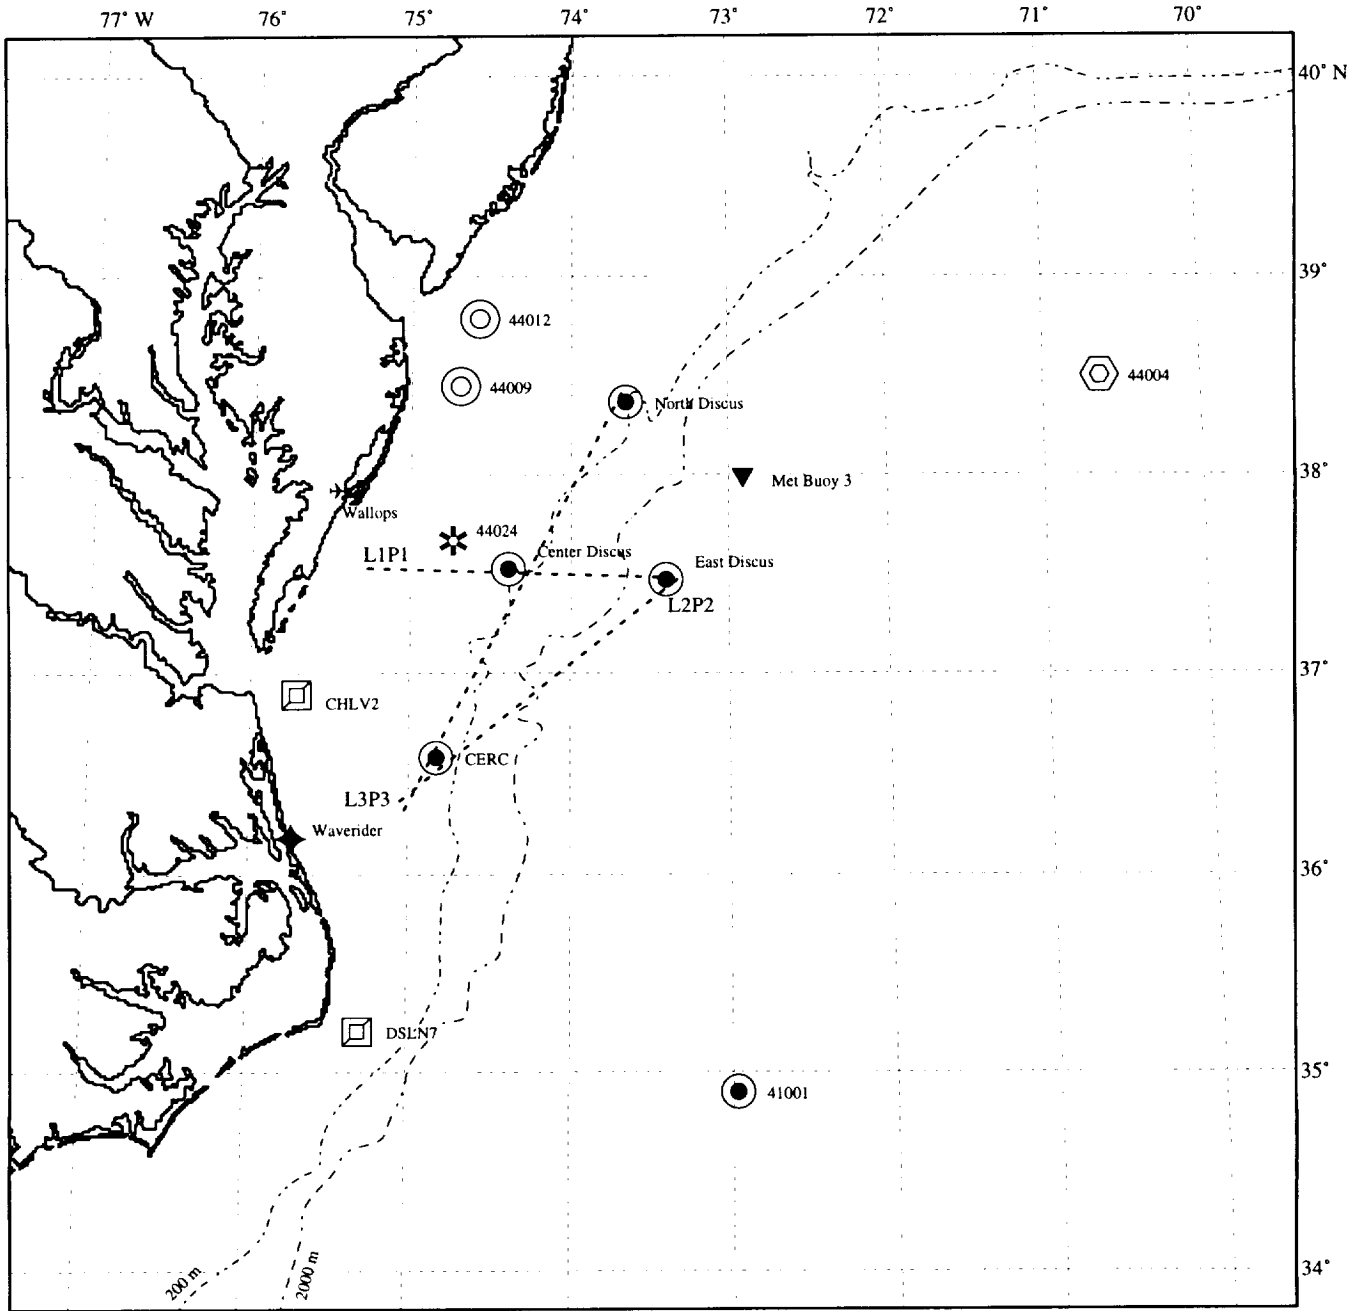 77° W 76° 75° 74° 73° 72° 71° 70°
40° N
39°
44012
44004
44009
North Discus
38°
Met Buoy 3
Wallops
44024
L1P1
Center Discus
East Discus
L2P2
37°
CHLV2
CERC
L3P3
Waverider
36°
DSLN7
35°
41001
200 m
2000 m
34°